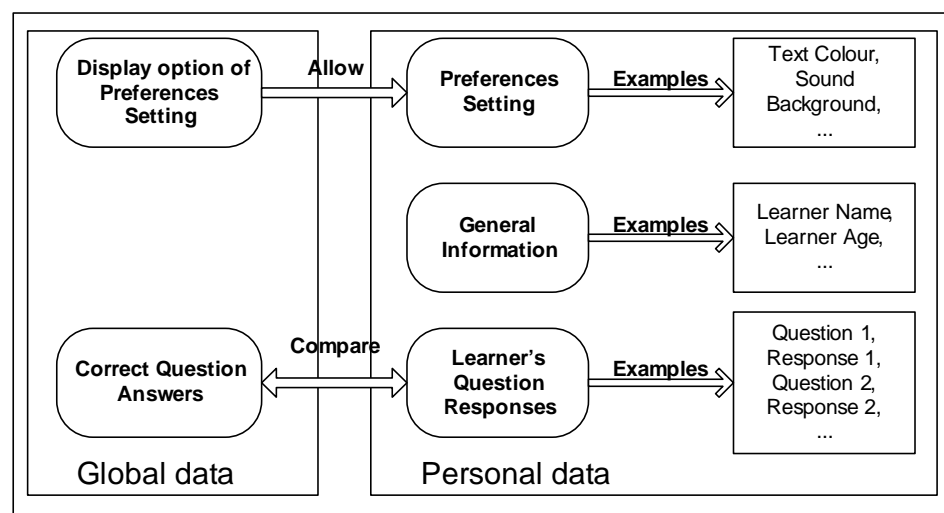 Display option of
Preferences
Setting
Allow
Preferences
Setting
Examples
Text Colour,
Sound
Background,
...
General
Information
Examples
Learner Name,
Learner Age,
...
Correct Question
Answers
Compare
Learner's
Question
Responses
Examples
Question 1,
Response 1,
Question 2,
Response 2,
...
Global data
Personal data